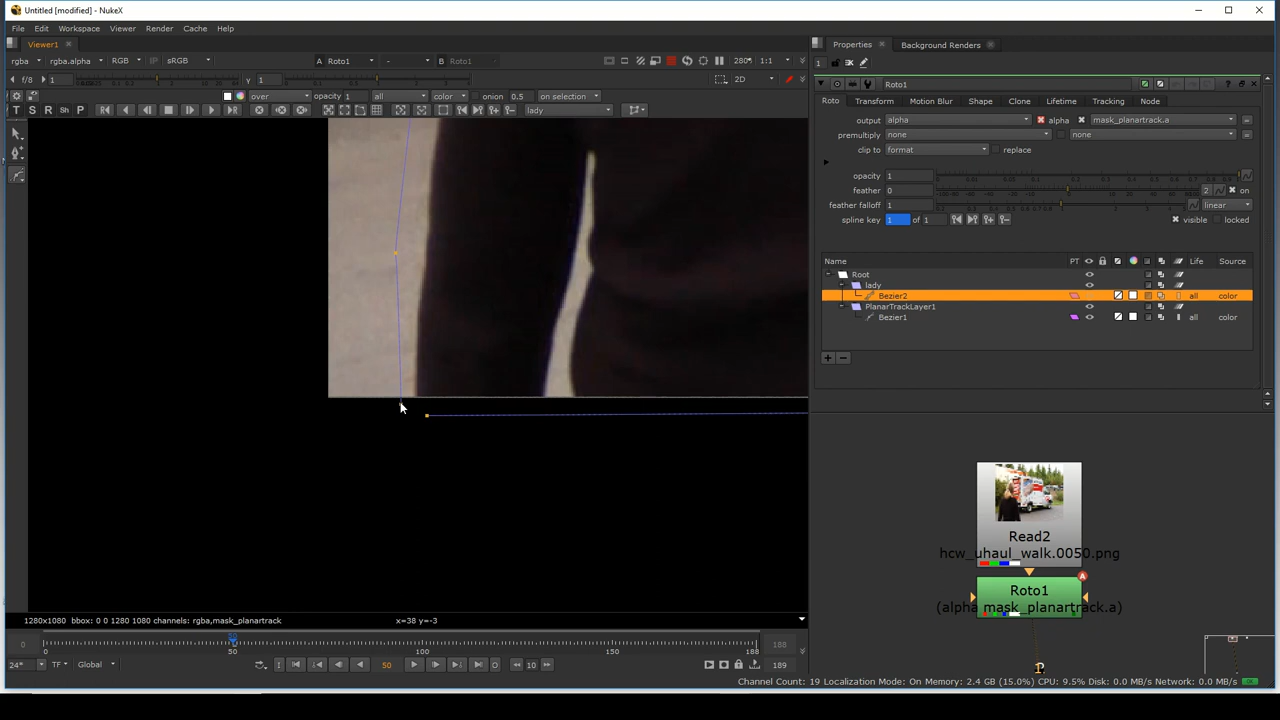 Untitled [modified] - NukeX
File Edit Workspace Viewer Render Cache Help
Viewer1
rgba rgba.alpha RGB sRGB A Roto1 - B Roto1 280% 1:1
f/8 1 Y 1 2D
over opacity 1 all color onion 0.5 on selection
T S R Sh P lady
Properties Background Renders
1
Roto1
Roto Transform Motion Blur Shape Clone Lifetime Tracking Node
output alpha alpha mask_planartrack.a
premultiply none none
clip to format replace
opacity 1
feather 0 2 on
feather falloff 1 linear
spline key 1 of 1 visible locked
Name PT Life Source
Root
lady
Bezier2 all color
PlanarTrackLayer1
Bezier1 all color
Read2
hcw_uhaul_walk.0050.png
A
Roto1
(alpha mask_planartrack.a)
1280x1080 bbox: 0 0 1280 1080 channels: rgba,mask_planartrack x=38 y=-3
0 0 50 100 150 188 188
50
24* TF Global 50 10 189
Channel Count: 19 Localization Mode: On Memory: 2.4 GB (15.0%) CPU: 9.5% Disk: 0.0 MB/s Network: 0.0 MB/s